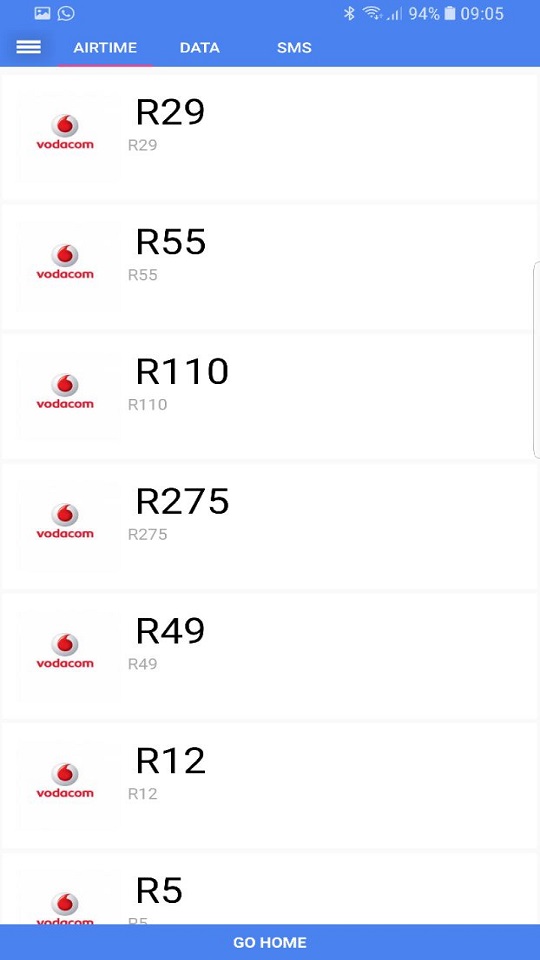 94% 09:05
AIRTIME DATA SMS
R29
R29
vodacom
R55
R55
vodacom
R110
R110
vodacom
R275
R275
vodacom
R49
R49
vodacom
R12
R12
vodacom
R5
R5
vodacom
GO HOME